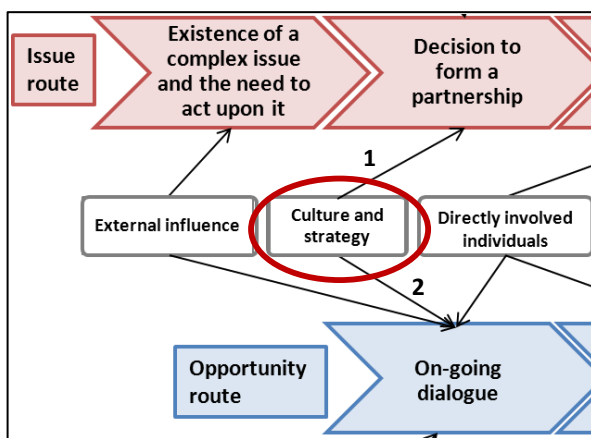 Issue
route
Existence of a
complex issue
and the need to
act upon it
Decision to
form a
partnership
1
External influence
Culture and
strategy
Directly involved
individuals
2
Opportunity
route
On-going
dialogue